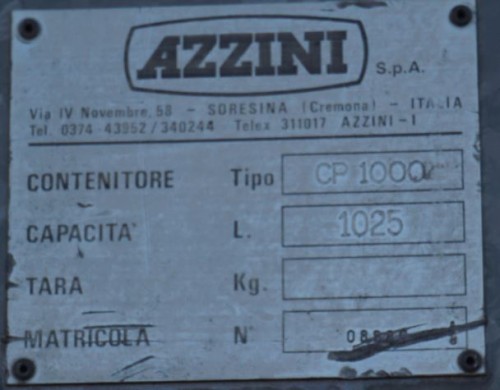 AZZINI S.p.A.
Via IV Novembre, 58 - SORESINA (Cremona) - ITALIA
Tel. 0374-43952/340244 Telex 311017 AZZINI-I
CONTENITORE Tipo CP 1000
CAPACITA' L. 1025
TARA Kg.
MATRICOLA N°